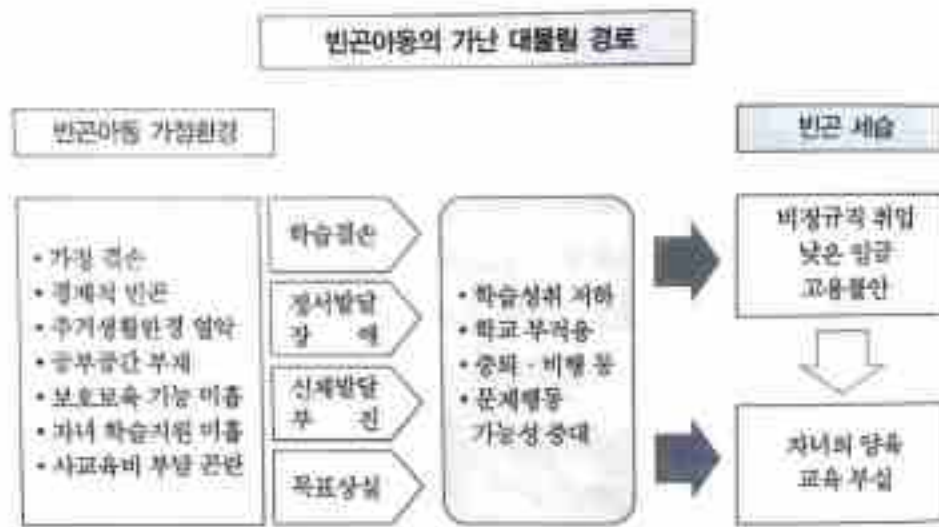 빈곤아동의 가난 대물림 경로
빈곤아동 가정환경
빈곤 세습
• 가정 결손
• 경제적 빈곤
• 주거생활환경 열악
• 공부공간 부재
• 보호보육 기능 미흡
• 자녀 학습지원 미흡
• 사교육비 부담 곤란
학습결손
정서발달
장 애
신체발달
부 진
목표상실
• 학습성취 저하
• 학교 부적응
• 중퇴 · 비행 등
• 문제행동
가능성 증대
비정규직 취업
낮은 임금
고용불안
자녀의 양육
교육 부실